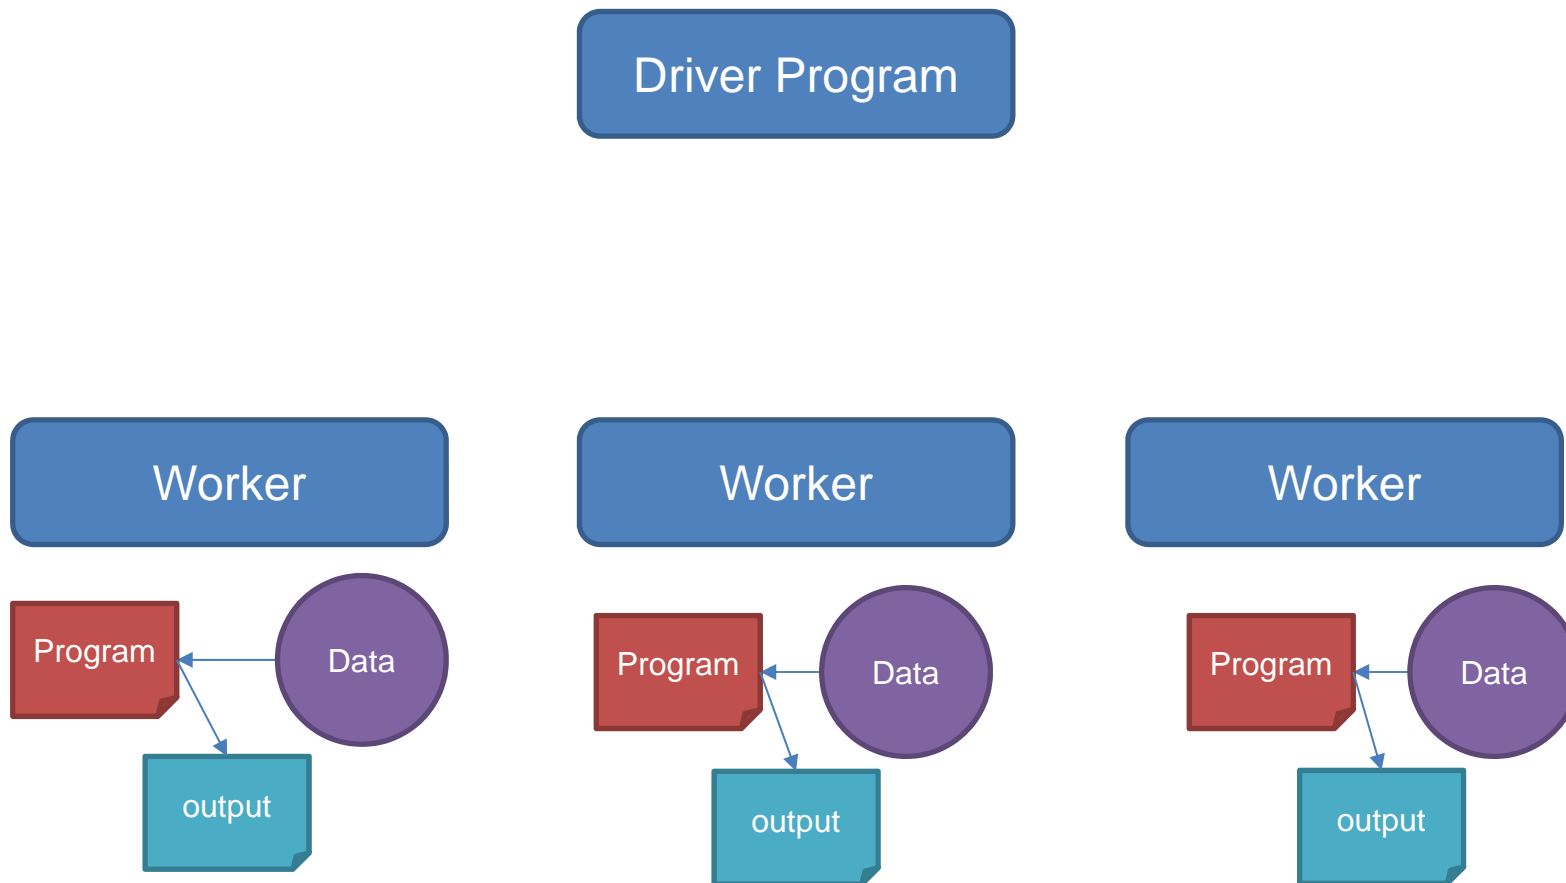 Driver Program
Worker
Worker
Worker
Program
Data
output
Program
Data
output
Program
Data
output